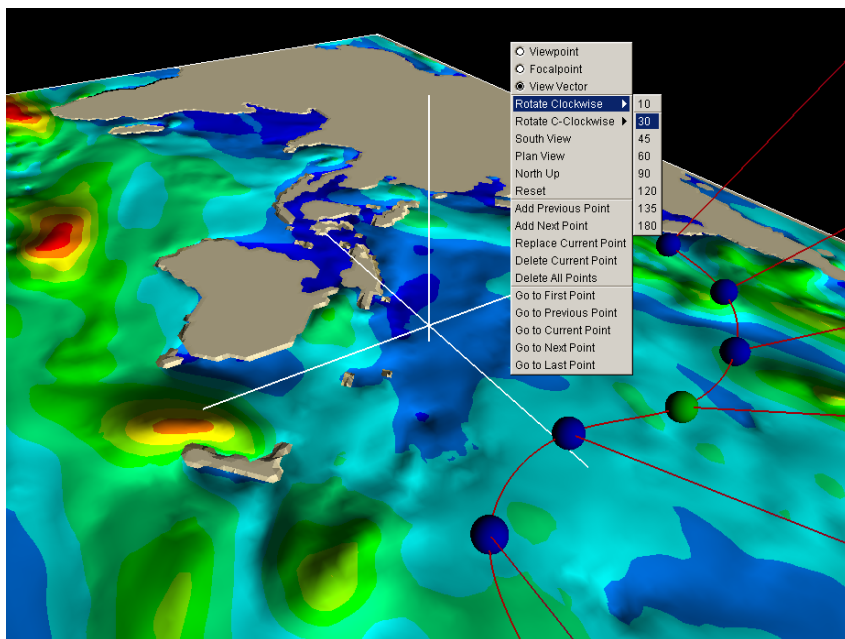 Viewpoint
Focalpoint
View Vector
Rotate Clockwise
Rotate C-Clockwise
South View
Plan View
North Up
Reset
Add Previous Point
Add Next Point
Replace Current Point
Delete Current Point
Delete All Points
Go to First Point
Go to Previous Point
Go to Current Point
Go to Next Point
Go to Last Point
10
30
45
60
90
120
135
180